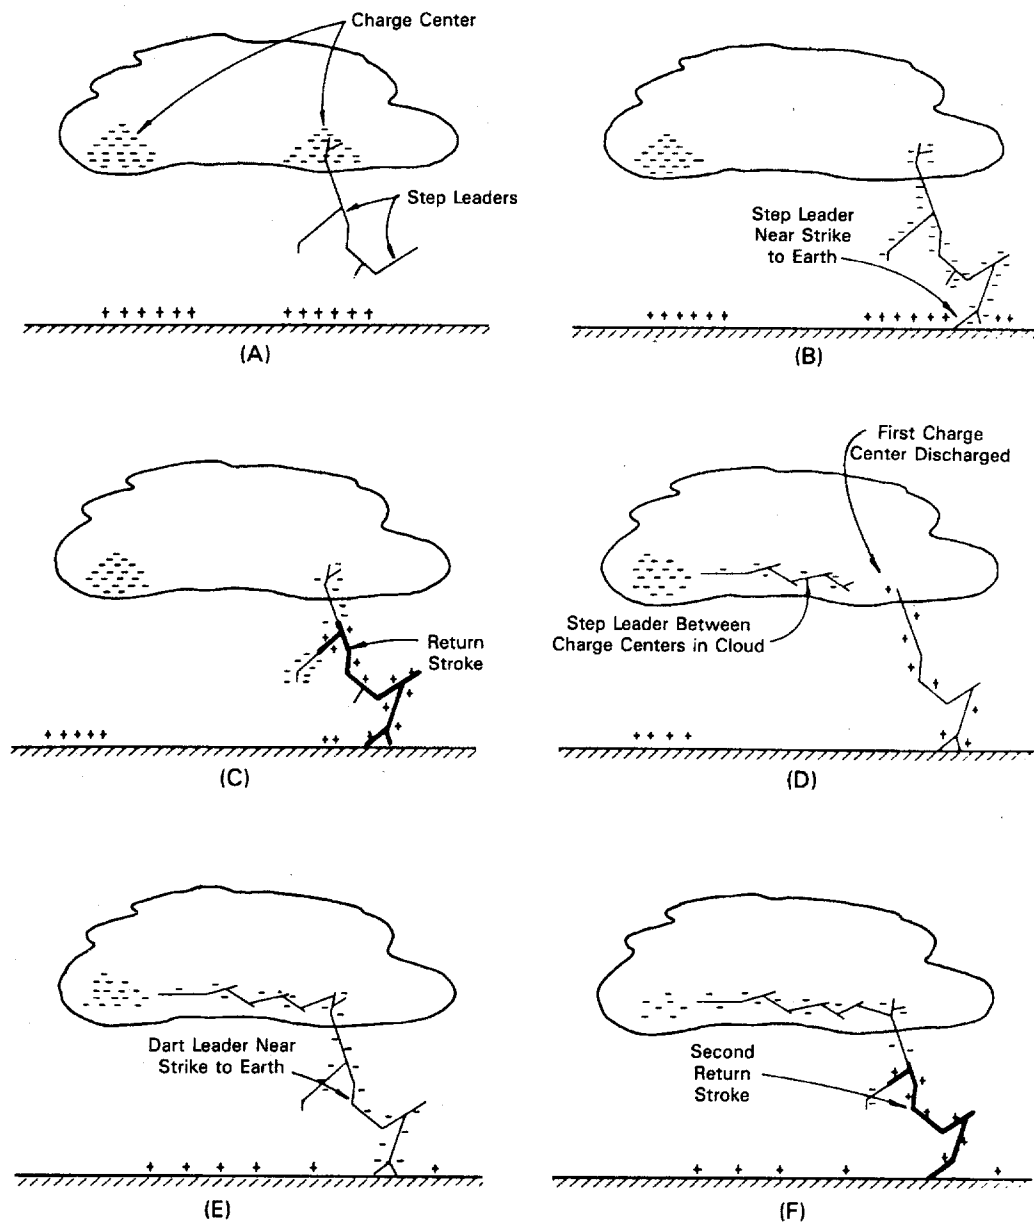 Charge Center
Step Leaders
(A)
Step Leader
Near Strike
to Earth
(B)
Return
Stroke
(C)
First Charge
Center Discharged
Step Leader Between
Charge Centers in Cloud
(D)
Dart Leader Near
Strike to Earth
(E)
Second
Return
Stroke
(F)